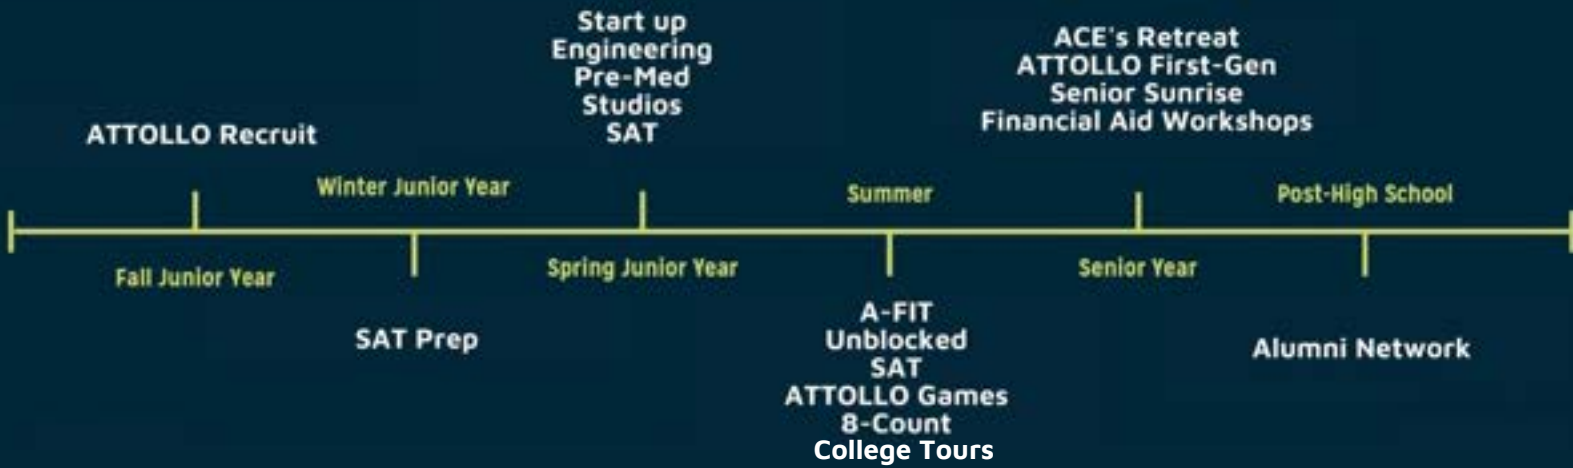 ATTOLLO Recruit
Fall Junior Year
Winter Junior Year
SAT Prep
Start up
Engineering
Pre-Med
Studios
SAT
Spring Junior Year
Summer
A-FIT
Unblocked
SAT
ATTOLLO Games
8-Count
College Tours
ACE's Retreat
ATTOLLO First-Gen
Senior Sunrise
Financial Aid Workshops
Senior Year
Post-High School
Alumni Network